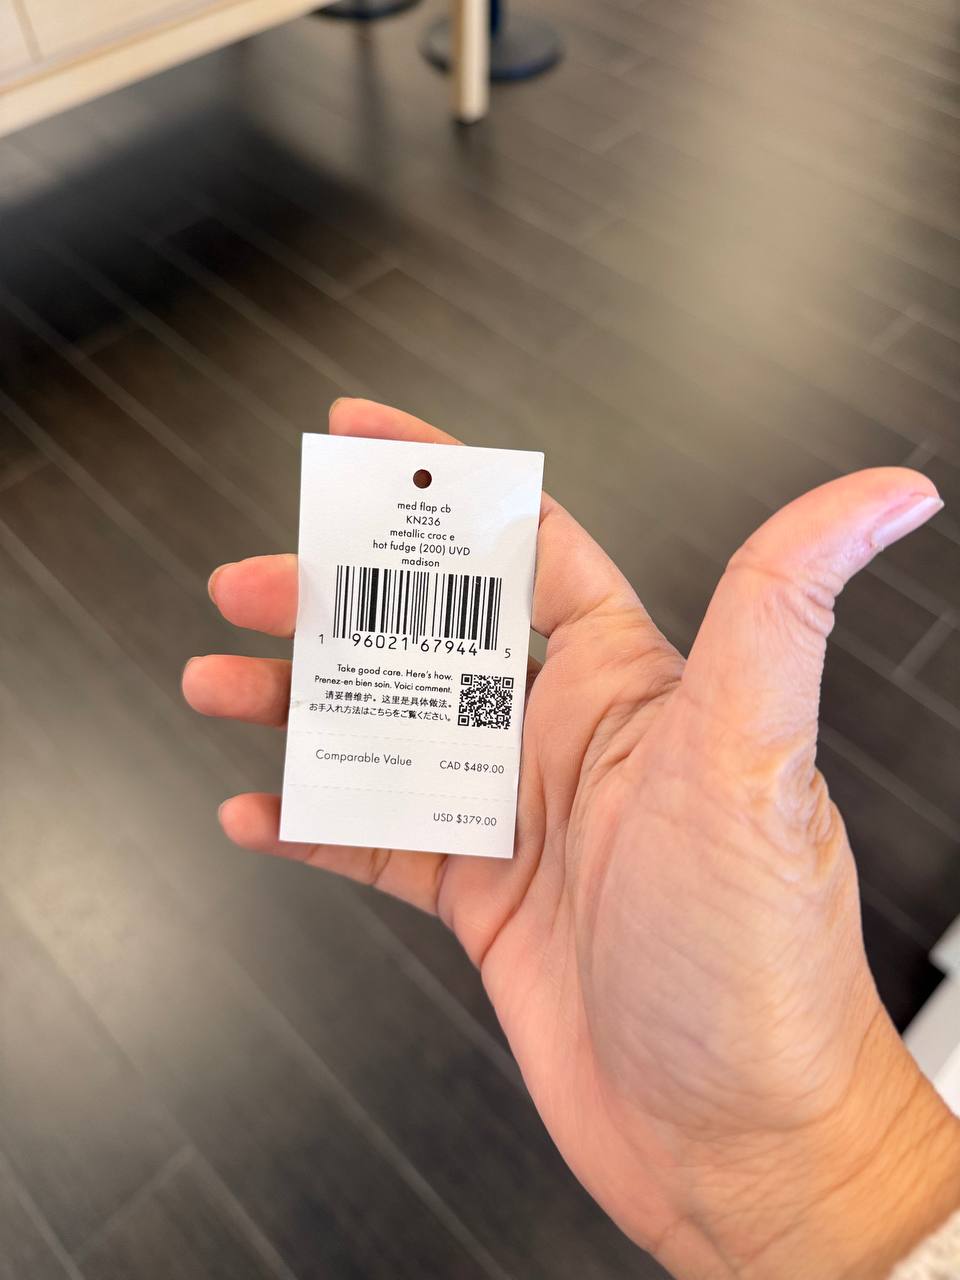 med flap cb
KN236
metallic croc e
hot fudge (200) UVD
madison
1 96021 67944 5
Take good care. Here's how.
Prenez-en bien soin. Voici comment.
请妥善维护。这里是具体做法。
お手入れ方法はこちらをご覧ください。
Comparable Value CAD $489.00
USD $379.00